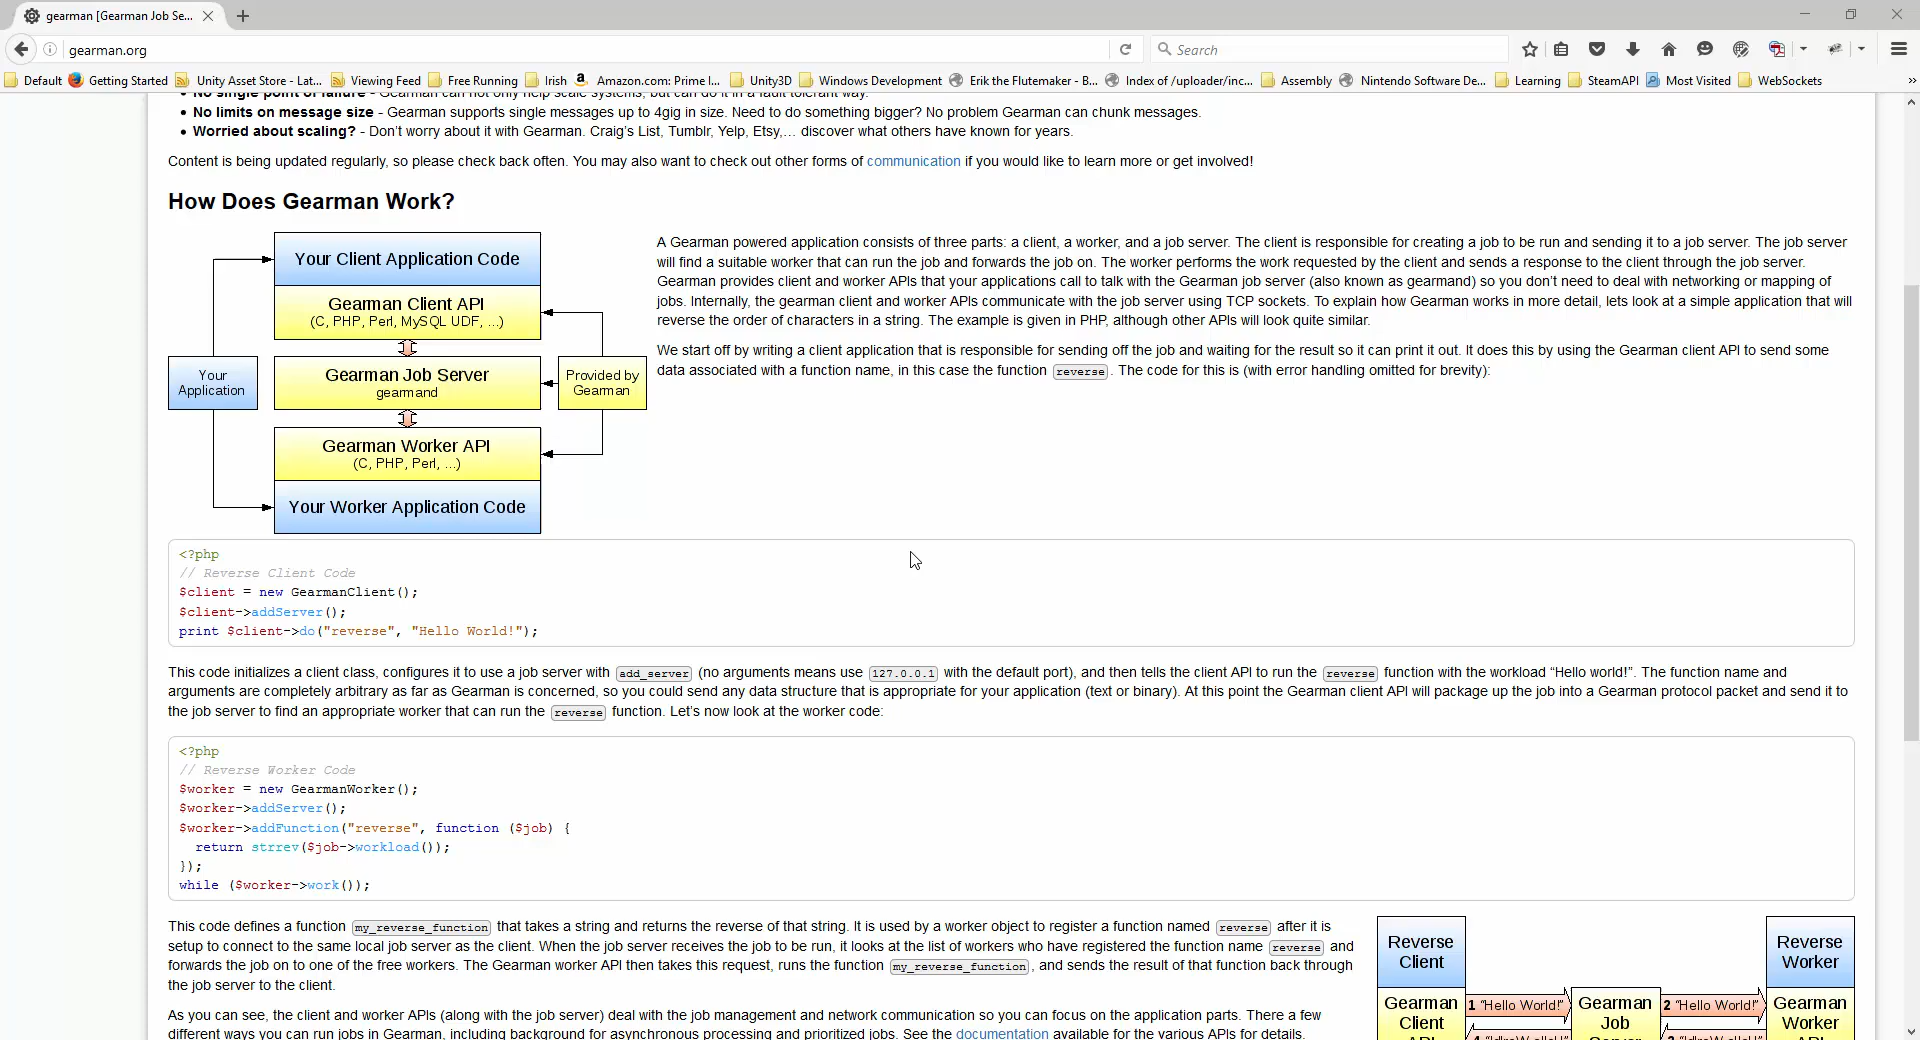 gearman [Gearman Job Se...
gearman.org
Search
Default
Getting Started
Unity Asset Store - Lat...
Viewing Feed
Free Running
Irish
Amazon.com: Prime I...
Unity3D
Windows Development
Erik the Flutemaker - B...
Index of /uploader/inc...
Assembly
Nintendo Software De...
Learning
SteamAPI
Most Visited
WebSockets
• No single point of failure - Gearman can not only help scale systems, but can do it in a fault tolerant way.
• No limits on message size - Gearman supports single messages up to 4gig in size. Need to do something bigger? No problem Gearman can chunk messages.
• Worried about scaling? - Don’t worry about it with Gearman. Craig’s List, Tumblr, Yelp, Etsy,… discover what others have known for years.
Content is being updated regularly, so please check back often. You may also want to check out other forms of communication if you would like to learn more or get involved!
How Does Gearman Work?
Your Client Application Code
Gearman Client API
(C, PHP, Perl, MySQL UDF, ...)
Your
Application
Gearman Job Server
gearmand
Provided by
Gearman
Gearman Worker API
(C, PHP, Perl, ...)
Your Worker Application Code
A Gearman powered application consists of three parts: a client, a worker, and a job server. The client is responsible for creating a job to be run and sending it to a job server. The job server
will find a suitable worker that can run the job and forwards the job on. The worker performs the work requested by the client and sends a response to the client through the job server.
Gearman provides client and worker APIs that your applications call to talk with the Gearman job server (also known as gearmand) so you don’t need to deal with networking or mapping of
jobs. Internally, the gearman client and worker APIs communicate with the job server using TCP sockets. To explain how Gearman works in more detail, lets look at a simple application that will
reverse the order of characters in a string. The example is given in PHP, although other APIs will look quite similar.
We start off by writing a client application that is responsible for sending off the job and waiting for the result so it can print it out. It does this by using the Gearman client API to send some
data associated with a function name, in this case the function reverse. The code for this is (with error handling omitted for brevity):
<?php
// Reverse Client Code
$client = new GearmanClient();
$client->addServer();
print $client->do("reverse", "Hello World!");
This code initializes a client class, configures it to use a job server with add_server (no arguments means use 127.0.0.1 with the default port), and then tells the client API to run the reverse function with the workload “Hello world!”. The function name and
arguments are completely arbitrary as far as Gearman is concerned, so you could send any data structure that is appropriate for your application (text or binary). At this point the Gearman client API will package up the job into a Gearman protocol packet and send it to
the job server to find an appropriate worker that can run the reverse function. Let’s now look at the worker code:
<?php
// Reverse Worker Code
$worker = new GearmanWorker();
$worker->addServer();
$worker->addFunction("reverse", function ($job) {
return strrev($job->workload());
});
while ($worker->work());
This code defines a function my_reverse_function that takes a string and returns the reverse of that string. It is used by a worker object to register a function named reverse after it is
setup to connect to the same local job server as the client. When the job server receives the job to be run, it looks at the list of workers who have registered the function name reverse and
forwards the job on to one of the free workers. The Gearman worker API then takes this request, runs the function my_reverse_function, and sends the result of that function back through
the job server to the client.
As you can see, the client and worker APIs (along with the job server) deal with the job management and network communication so you can focus on the application parts. There a few
different ways you can run jobs in Gearman, including background for asynchronous processing and prioritized jobs. See the documentation available for the various APIs for details.
Reverse
Client
Reverse
Worker
Gearman
Client
1 "Hello World!"
Gearman
Job
2 "Hello World!"
Gearman
Worker